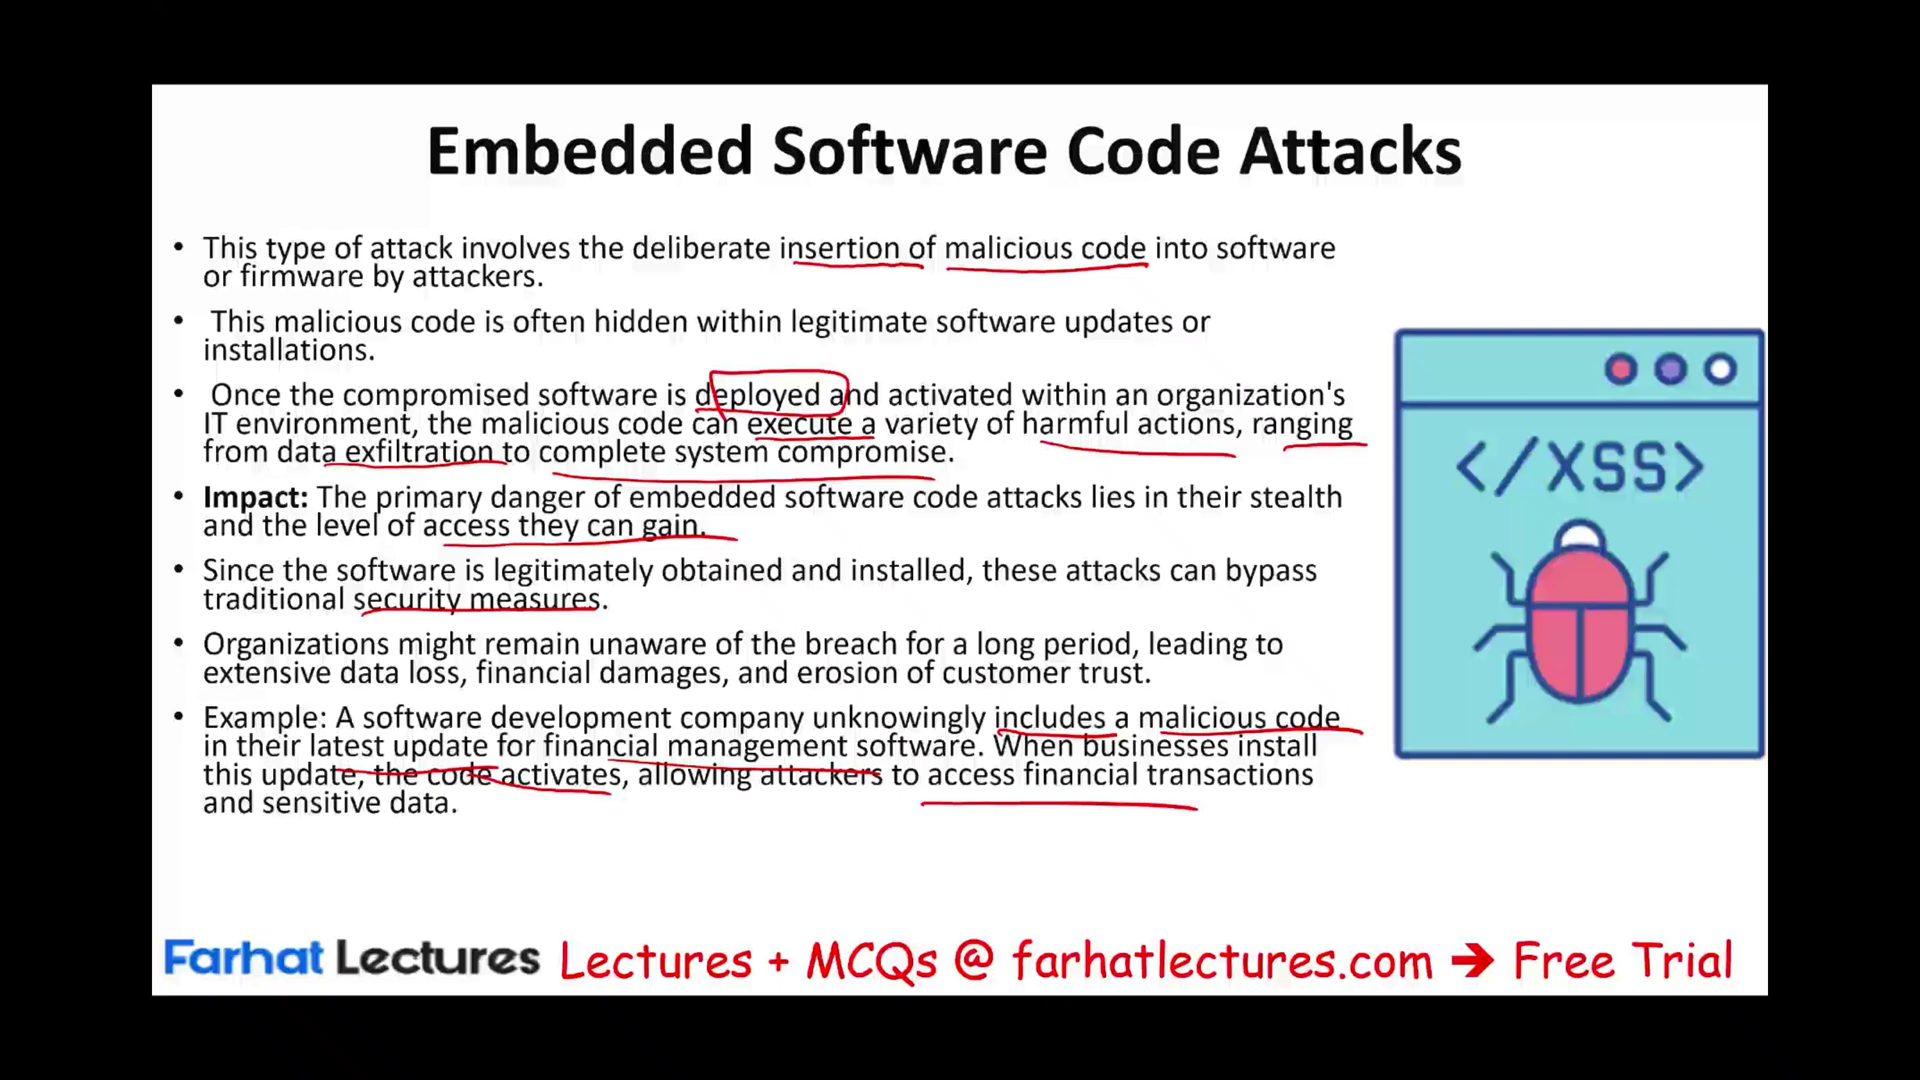 Embedded Software Code Attacks
• This type of attack involves the deliberate insertion of malicious code into software
or firmware by attackers.
• This malicious code is often hidden within legitimate software updates or
installations.
• Once the compromised software is deployed and activated within an organization's
IT environment, the malicious code can execute a variety of harmful actions, ranging
from data exfiltration to complete system compromise.
• Impact: The primary danger of embedded software code attacks lies in their stealth
and the level of access they can gain.
• Since the software is legitimately obtained and installed, these attacks can bypass
traditional security measures.
• Organizations might remain unaware of the breach for a long period, leading to
extensive data loss, financial damages, and erosion of customer trust.
• Example: A software development company unknowingly includes a malicious code
in their latest update for financial management software. When businesses install
this update, the code activates, allowing attackers to access financial transactions
and sensitive data.
</XSS>
Farhat Lectures Lectures + MCQs @ farhatlectures.com ➔ Free Trial